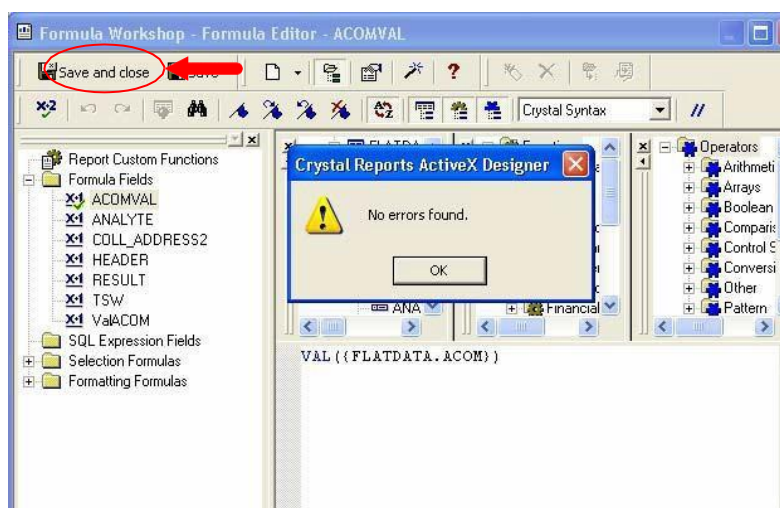 Formula Workshop - Formula Editor - ACOMVAL
Save and close
x+2
Crystal Syntax
//
Report Custom Functions
Formula Fields
ACOMVAL
ANALYTE
COLL_ADDRESS2
HEADER
RESULT
TSW
ValACOM
SQL Expression Fields
Selection Formulas
Formatting Formulas
Crystal Reports ActiveX Designer
No errors found.
OK
ANA
Financial
Operators
Arithmeti
Arrays
Boolean
Comparis
Control S
Conversi
Other
Pattern
VAL({FLATDATA.ACOM})